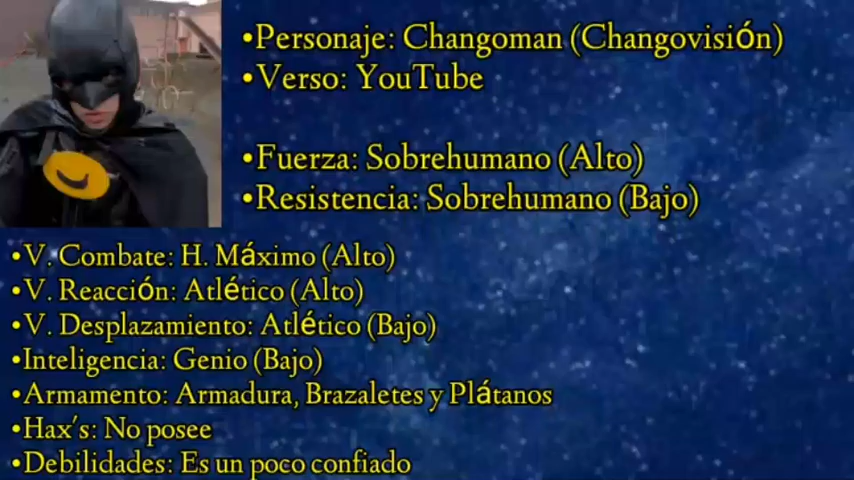 •Personaje: Changoman (Changovisión)
•Verso: YouTube
•Fuerza: Sobrehumano (Alto)
•Resistencia: Sobrehumano (Bajo)
•V. Combate: H. Máximo (Alto)
•V. Reacción: Atlético (Alto)
•V. Desplazamiento: Atlético (Bajo)
•Inteligencia: Genio (Bajo)
•Armamento: Armadura, Brazaletes y Plátanos
•Hax's: No posee
•Debilidades: Es un poco confiado